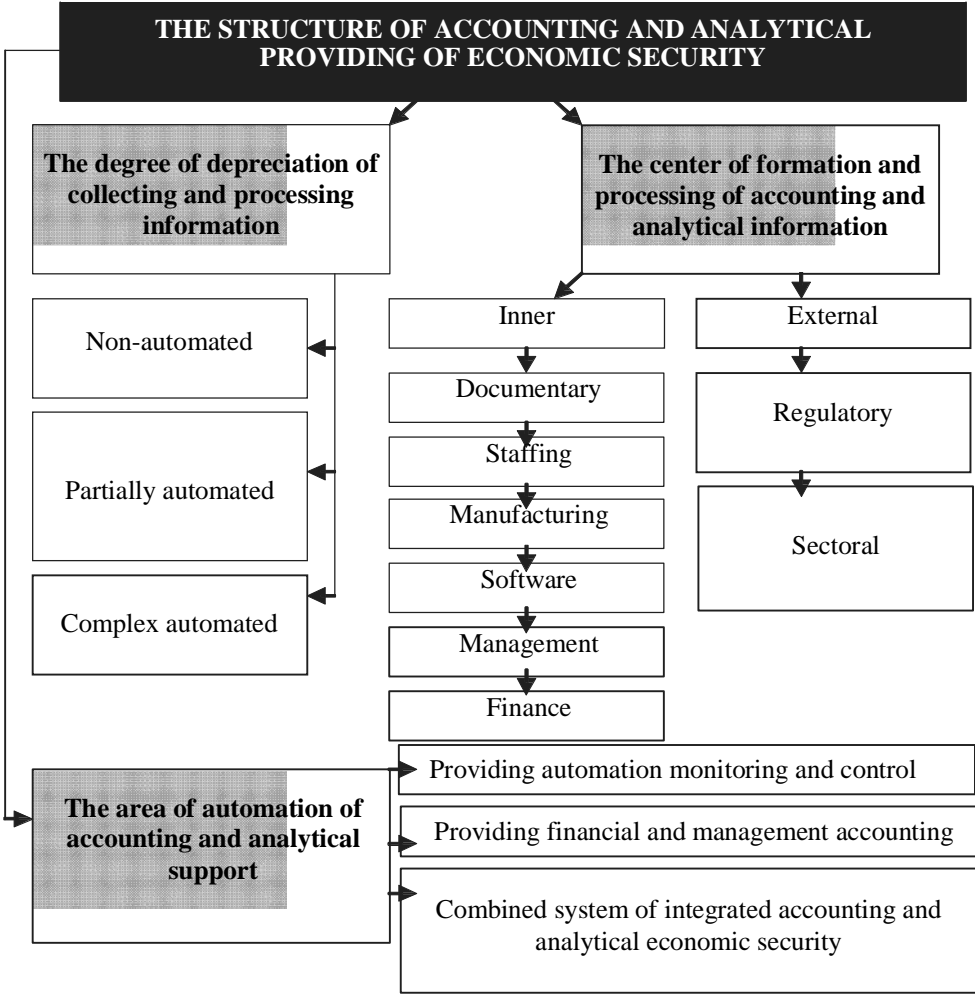 THE STRUCTURE OF ACCOUNTING AND ANALYTICAL
PROVIDING OF ECONOMIC SECURITY
The degree of depreciation of
collecting and processing
information
The center of formation and
processing of accounting and
analytical information
Non-automated
Partially automated
Complex automated
Inner
Documentary
Staffing
Manufacturing
Software
Management
Finance
External
Regulatory
Sectoral
The area of automation of
accounting and analytical
support
Providing automation monitoring and control
Providing financial and management accounting
Combined system of integrated accounting and
analytical economic security